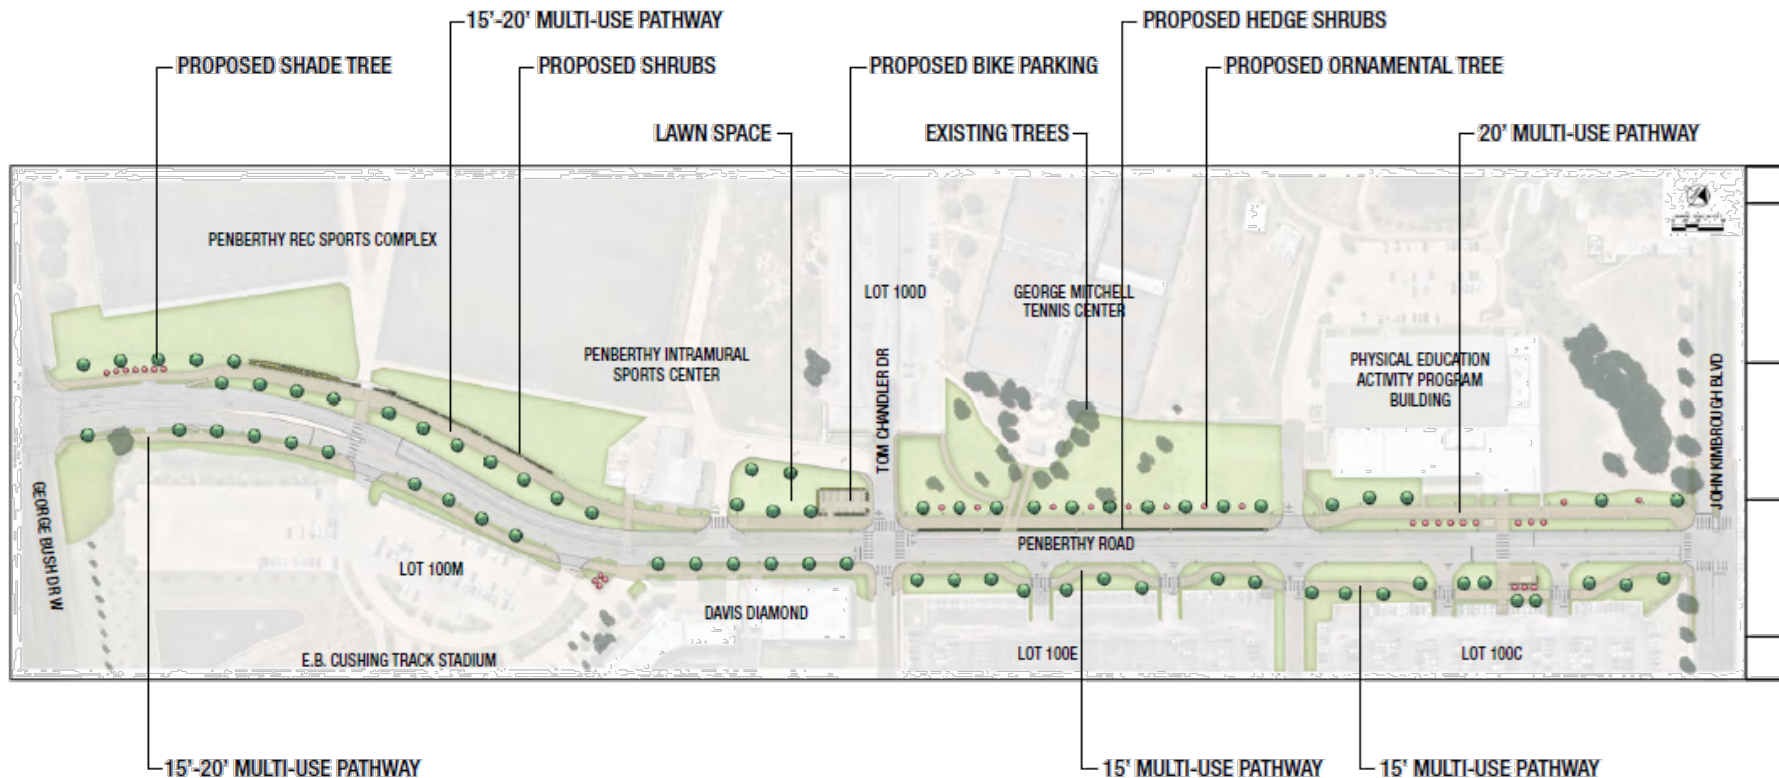 15'-20' MULTI-USE PATHWAY
PROPOSED HEDGE SHRUBS
PROPOSED SHADE TREE
PROPOSED SHRUBS
PROPOSED BIKE PARKING
PROPOSED ORNAMENTAL TREE
LAWN SPACE
EXISTING TREES
20' MULTI-USE PATHWAY
PENBERTHY REC SPORTS COMPLEX
LOT 100D
GEORGE MITCHELL
TENNIS CENTER
PENBERTHY INTRAMURAL
SPORTS CENTER
PHYSICAL EDUCATION
ACTIVITY PROGRAM
BUILDING
TOM CHANDLER DR
JOHN KIMBROUGH BLVD
GEORGE BUSH DR W
PENBERTHY ROAD
LOT 100M
DAVIS DIAMOND
E.B. CUSHING TRACK STADIUM
LOT 100E
LOT 100C
15'-20' MULTI-USE PATHWAY
15' MULTI-USE PATHWAY
15' MULTI-USE PATHWAY